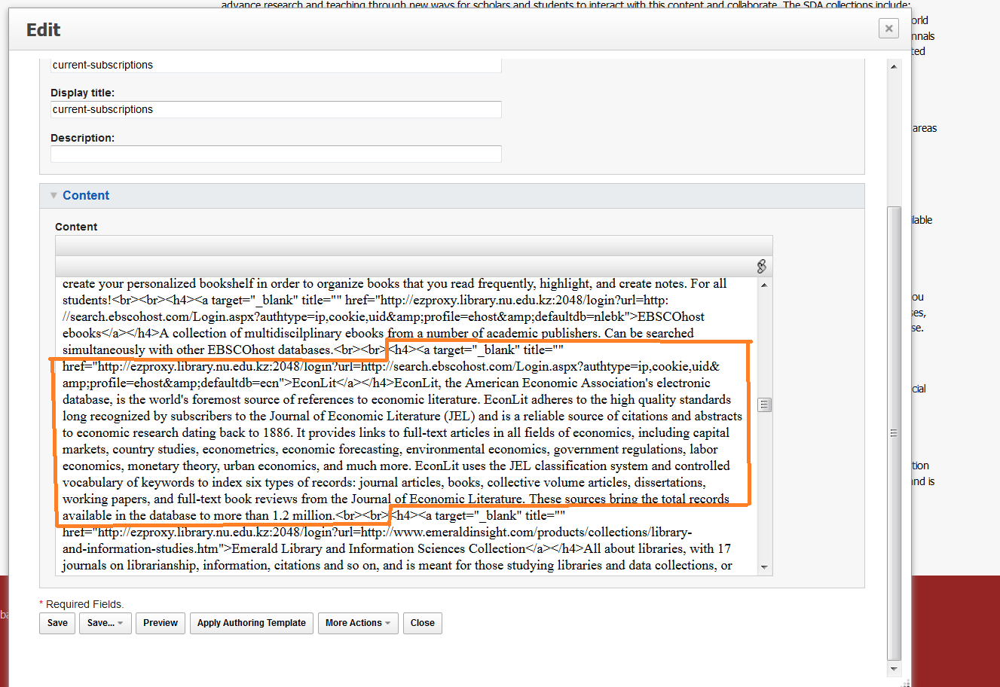 advance research and teaching through new ways for scholars and students to interact with this content and collaborate. The SDA collections include:
Edit
orld
nnals
ted
current-subscriptions
Display title:
current-subscriptions
areas
Description:
Content
lable
Content
create your personalized bookshelf in order to organize books that you read frequently, highlight, and create notes. For all
students!<br><br><h4><a target="_blank" title="" href="http://ezproxy.library.nu.edu.kz:2048/login?url=http:
//search.ebscohost.com/Login.aspx?authtype=ip,cookie,uid&amp;profile=ehost&amp;defaultdb=nlebk">EBSCOhost
ebooks</a></h4>A collection of multidiscilplinary ebooks from a number of academic publishers. Can be searched
simultaneously with other EBSCOhost databases.<br><br><h4><a target="_blank" title=""
href="http://ezproxy.library.nu.edu.kz:2048/login?url=http://search.ebscohost.com/Login.aspx?authtype=ip,cookie,uid&
amp;profile=ehost&amp;defaultdb=ecn">EconLit</a></h4>EconLit, the American Economic Association's electronic
database, is the world's foremost source of references to economic literature. EconLit adheres to the high quality standards
long recognized by subscribers to the Journal of Economic Literature (JEL) and is a reliable source of citations and abstracts
to economic research dating back to 1886. It provides links to full-text articles in all fields of economics, including capital
markets, country studies, econometrics, economic forecasting, environmental economics, government regulations, labor
economics, monetary theory, urban economics, and much more. EconLit uses the JEL classification system and controlled
vocabulary of keywords to index six types of records: journal articles, books, collective volume articles, dissertations,
working papers, and full-text book reviews from the Journal of Economic Literature. These sources bring the total records
available in the database to more than 1.2 million.<br><br><h4><a target="_blank" title=""
href="http://ezproxy.library.nu.edu.kz:2048/login?url=http://www.emeraldinsight.com/products/collections/library-
and-information-studies.htm">Emerald Library and Information Sciences Collection</a></h4>All about libraries, with 17
journals on librarianship, information, citations and so on, and is meant for those studying libraries and data collections, or
ou
es,
se.
cial
tion
nd is
* Required Fields.
ba
Save
Save...
Preview
Apply Authoring Template
More Actions
Close